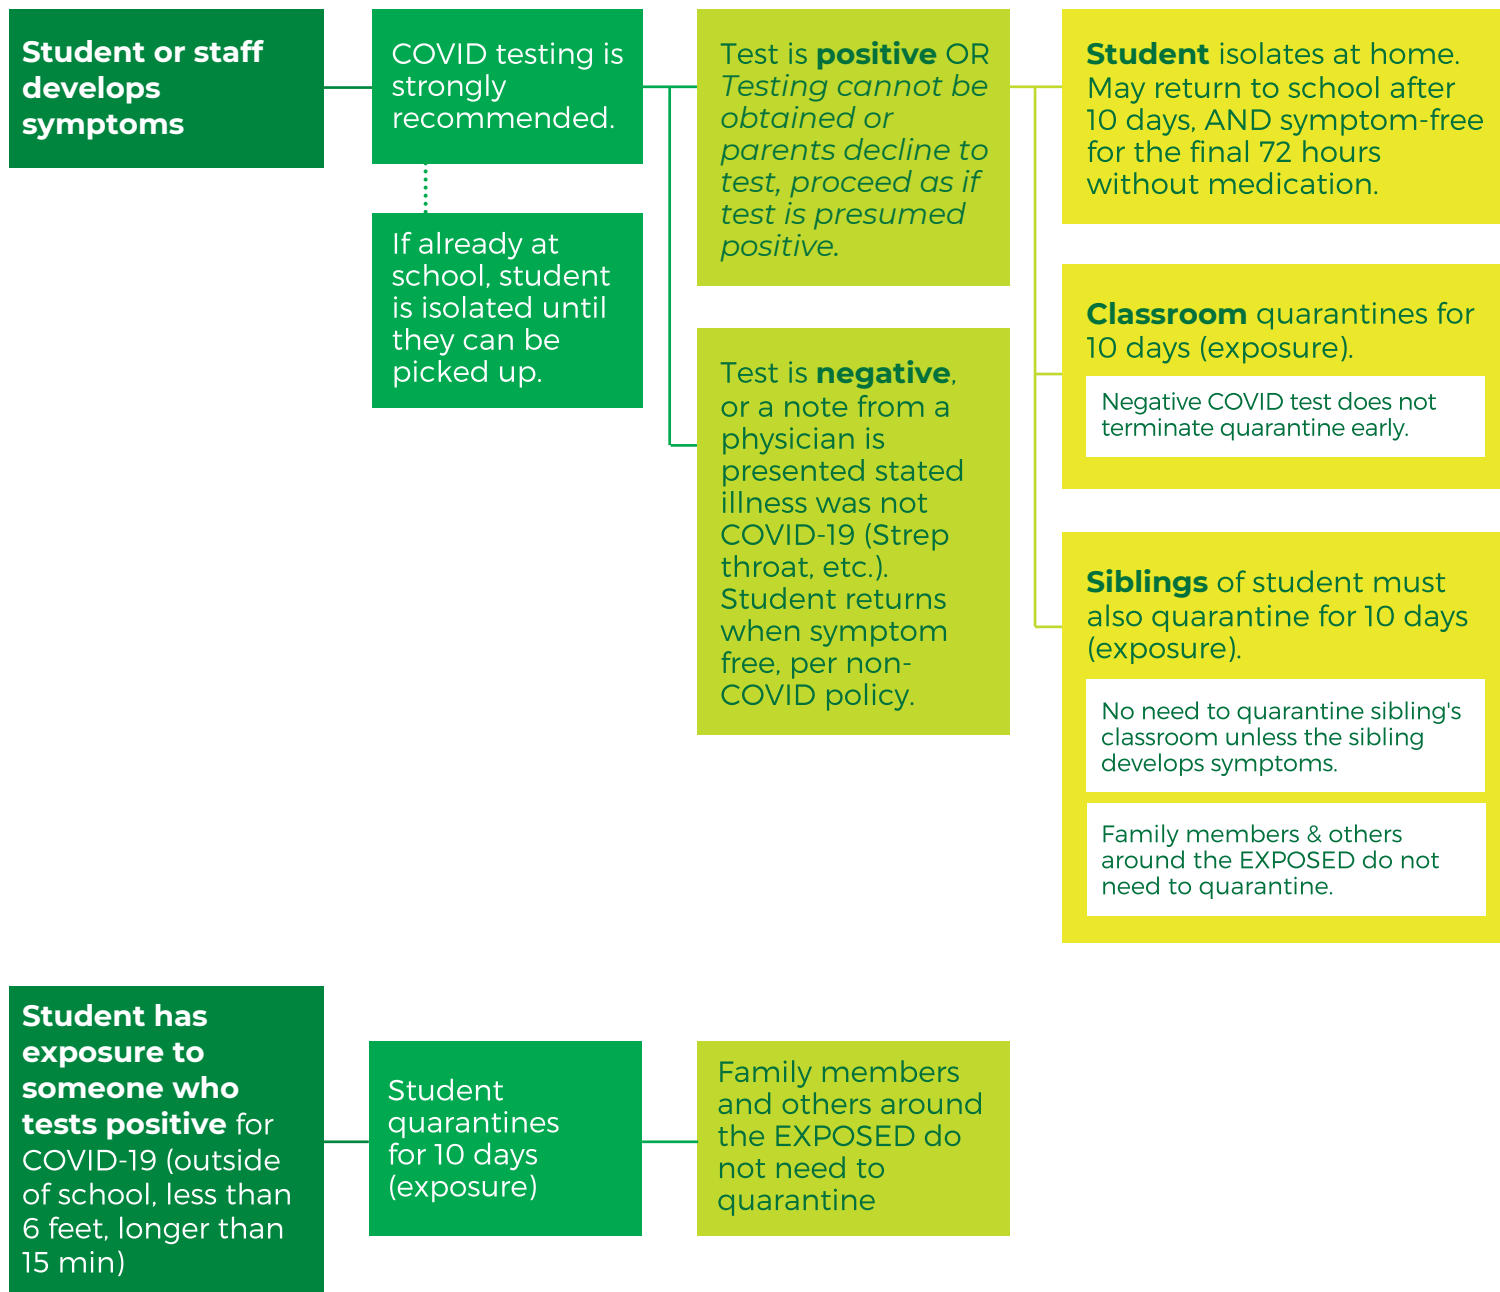 Student or staff
develops
symptoms
COVID testing is
strongly
recommended.
If already at
school, student
is isolated until
they can be
picked up.
Test is positive OR
Testing cannot be
obtained or
parents decline to
test, proceed as if
test is presumed
positive.
Test is negative,
or a note from a
physician is
presented stated
illness was not
COVID-19 (Strep
throat, etc.).
Student returns
when symptom
free, per non-
COVID policy.
Student isolates at home.
May return to school after
10 days, AND symptom-free
for the final 72 hours
without medication.
Classroom quarantines for
10 days (exposure).
Negative COVID test does not
terminate quarantine early.
Siblings of student must
also quarantine for 10 days
(exposure).
No need to quarantine sibling's
classroom unless the sibling
develops symptoms.
Family members & others
around the EXPOSED do not
need to quarantine.
Student has
exposure to
someone who
tests positive for
COVID-19 (outside
of school, less than
6 feet, longer than
15 min)
Student
quarantines
for 10 days
(exposure)
Family members
and others around
the EXPOSED do
not need to
quarantine